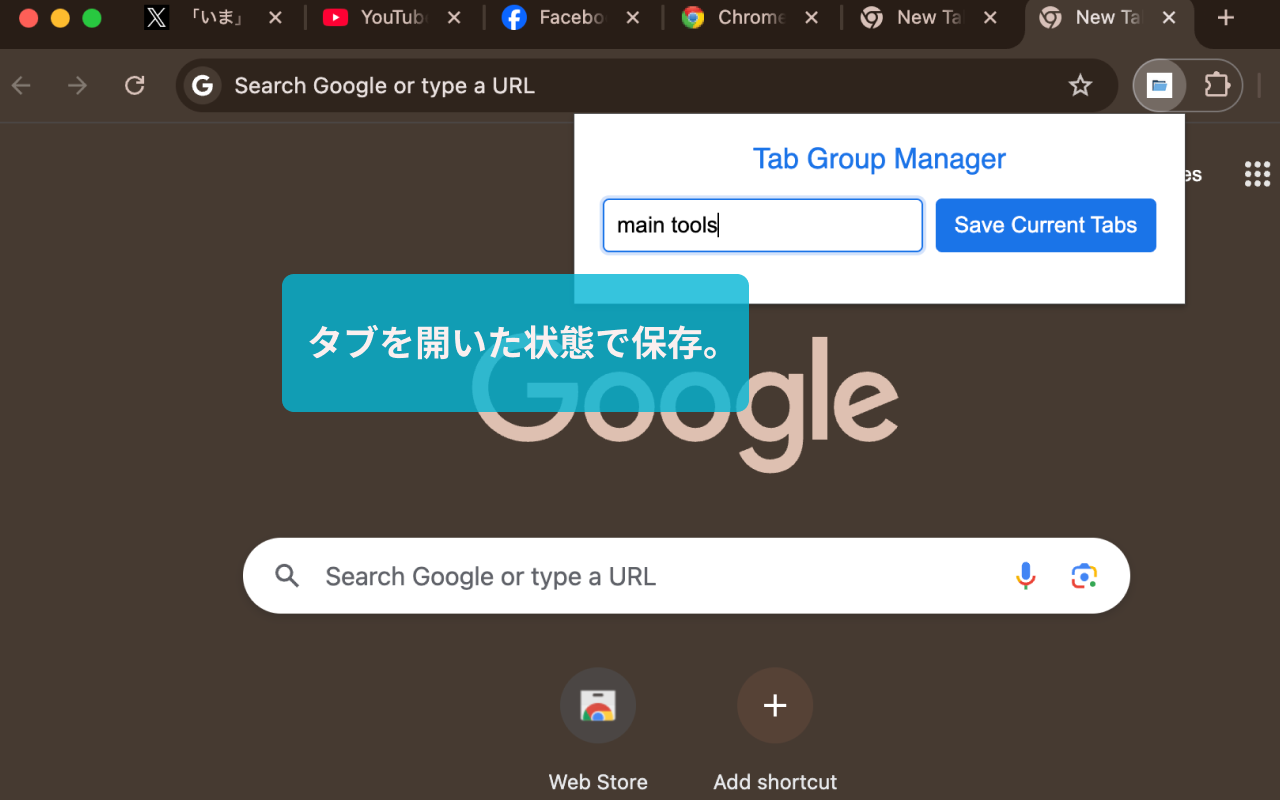 「いま」
YouTub
Facebo
Chrome
New Ta
New Ta
Search Google or type a URL
Tab Group Manager
es
main tools
Save Current Tabs
タブを開いた状態で保存。
Google
Search Google or type a URL
Web Store
Add shortcut